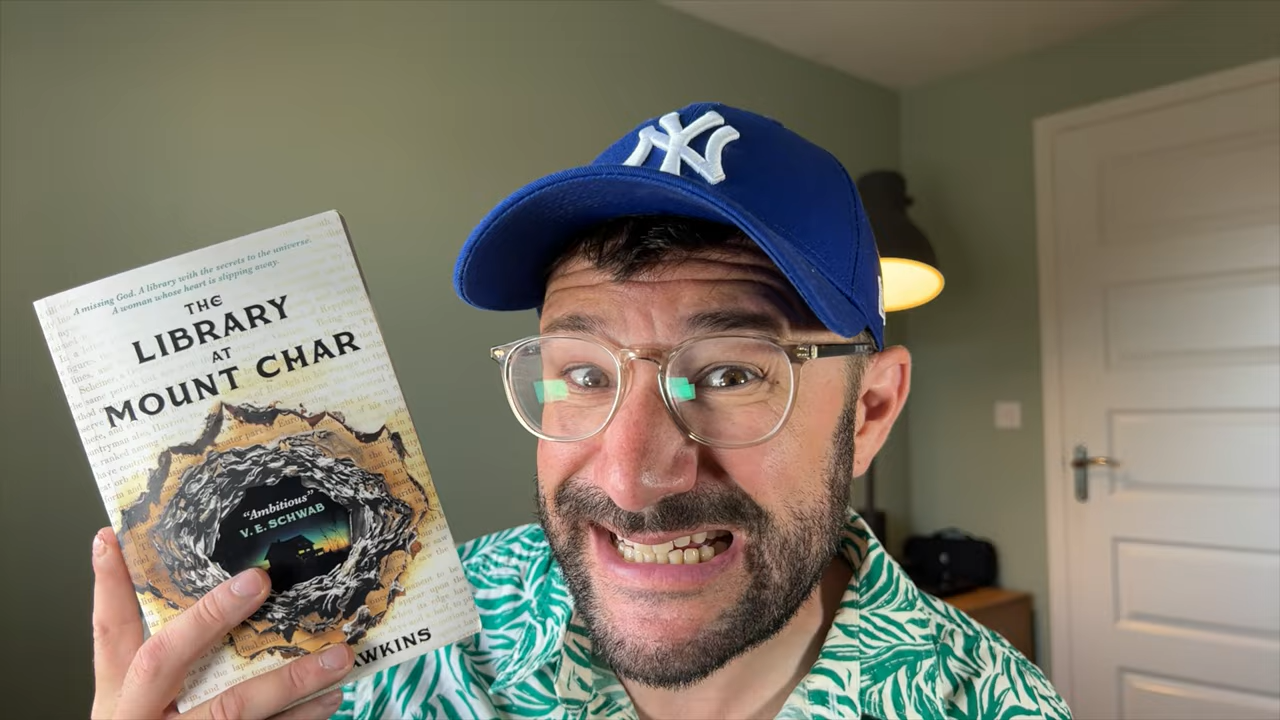 A missing God. A library with the secrets to the universe.
A woman whose heart is slipping away.
THE
LIBRARY
AT
MOUNT CHAR
"Ambitious"
V. E. SCHWAB
AWKINS
NY